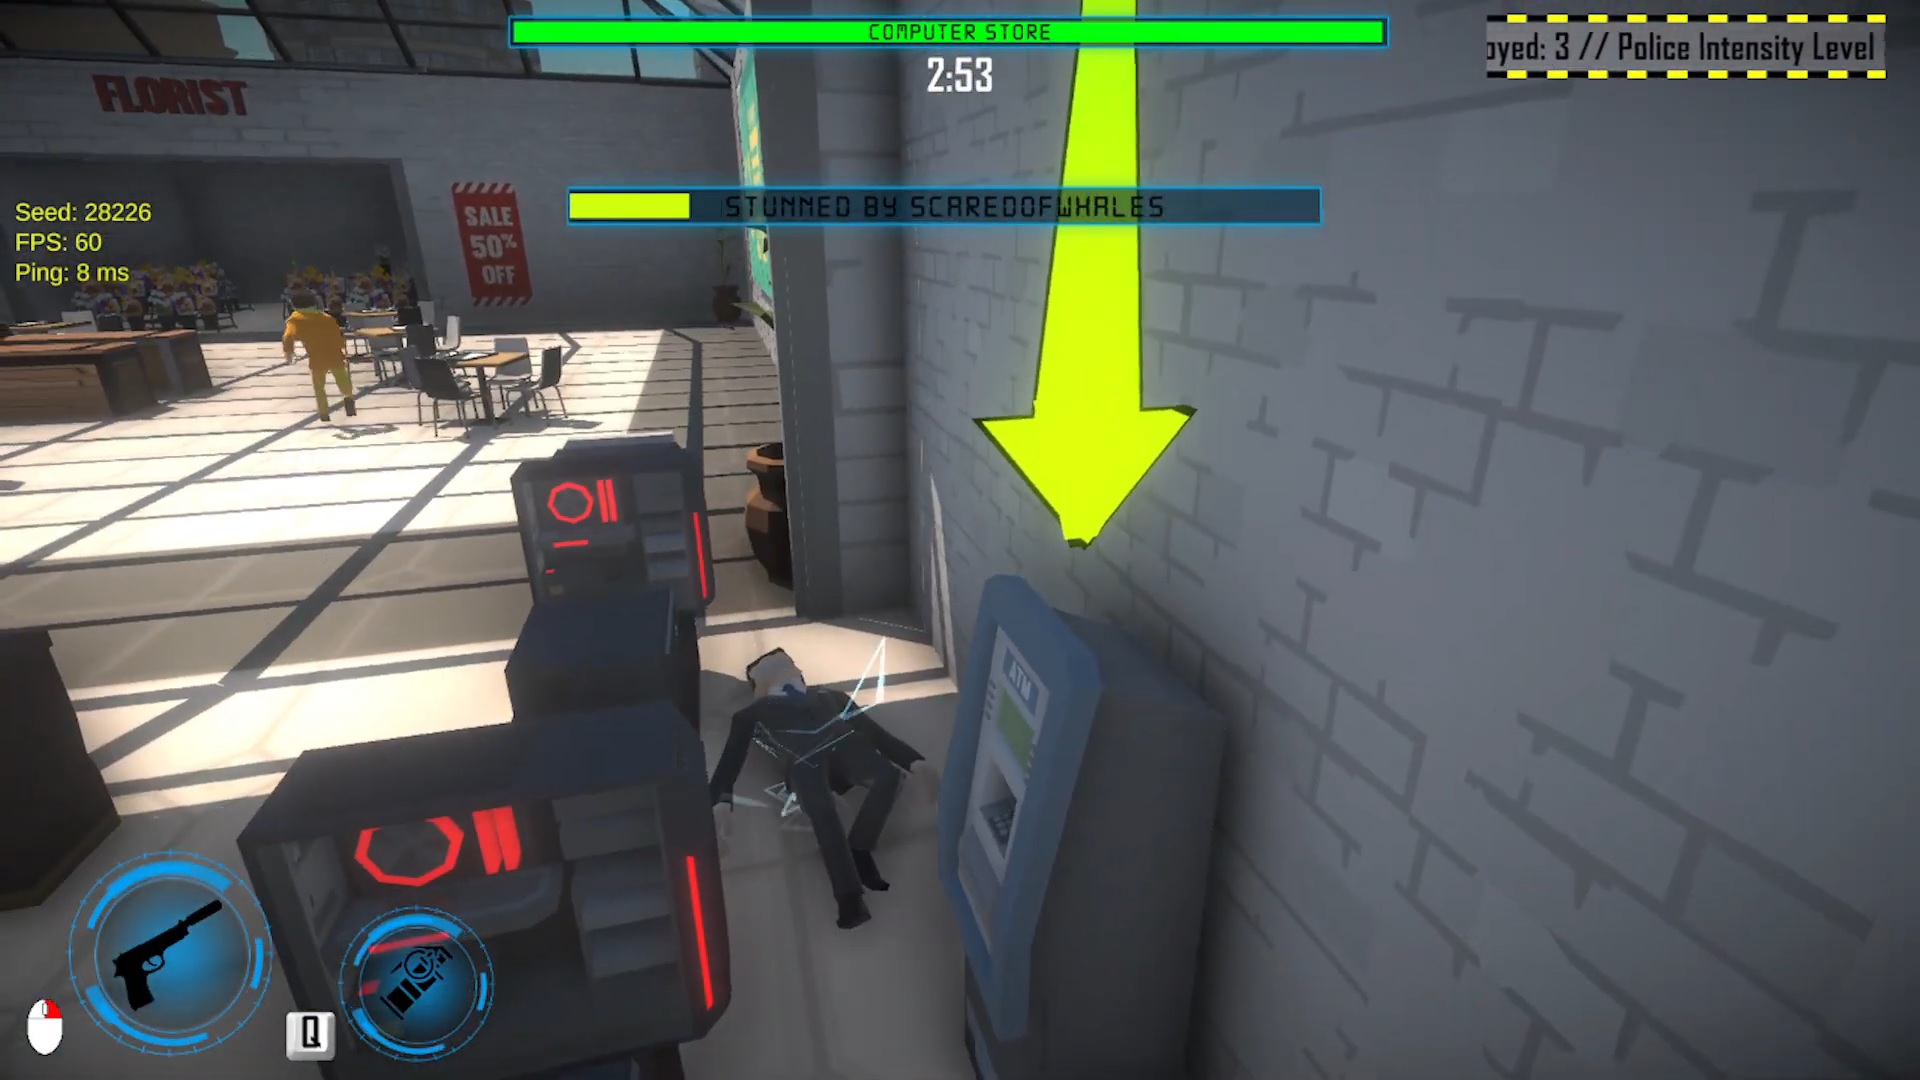 COMPUTER STORE
2:53
oyed: 3 // Police Intensity Level
FLORIST
STUNNED BY SCAREDOFWHALES
SALE
50%
OFF
Seed: 28226
FPS: 60
Ping: 8 ms
ATM
Q